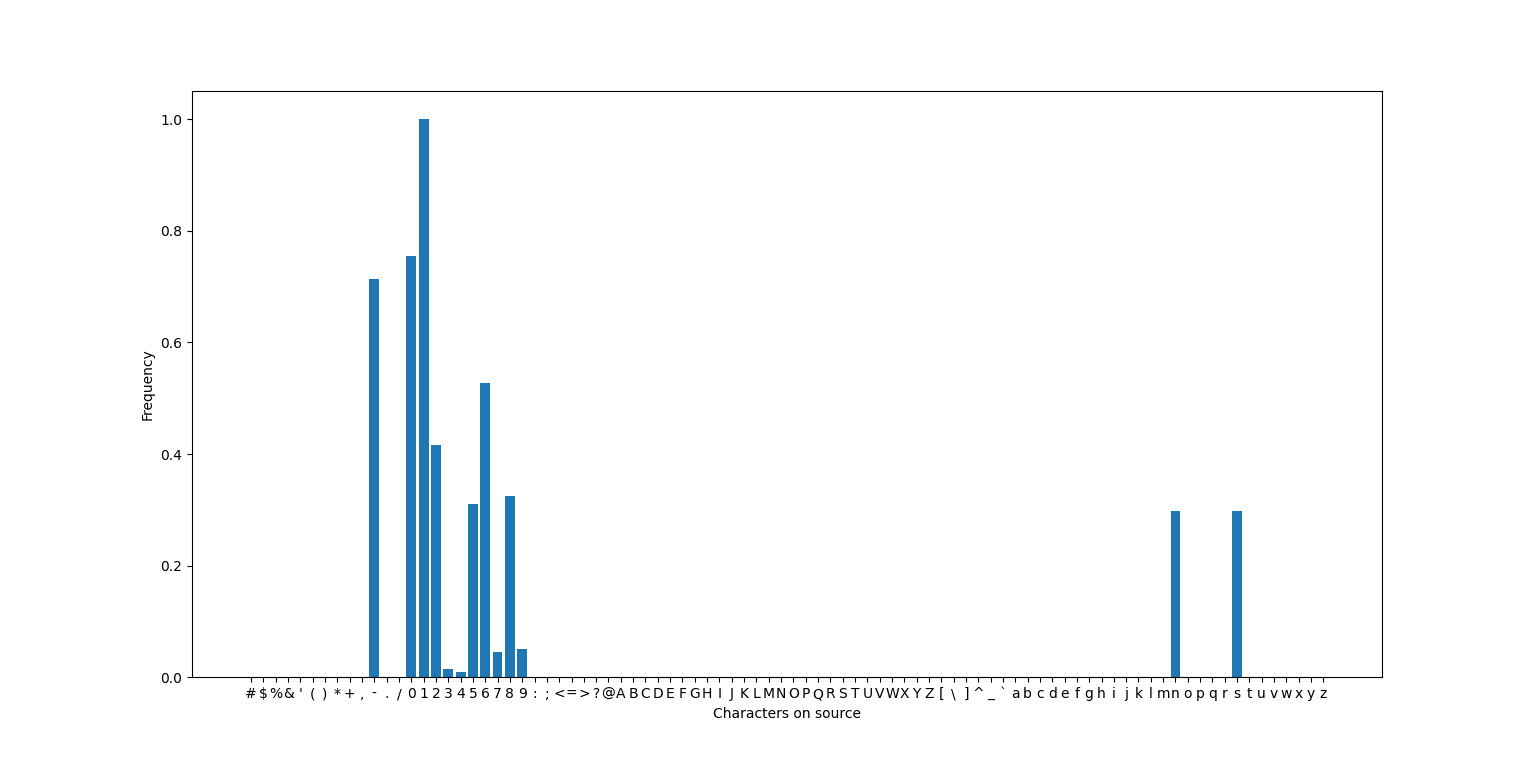 1.0
0.8
0.6
0.4
0.2
0.0
Frequency
# $ % & ' ( ) * + , - . / 0 1 2 3 4 5 6 7 8 9 : ; < = > ? @ A B C D E F G H I J K L M N O P Q R S T U V W X Y Z [ \ ] ^ _ ` a b c d e f g h i j k l m n o p q r s t u v w x y z
Characters on source